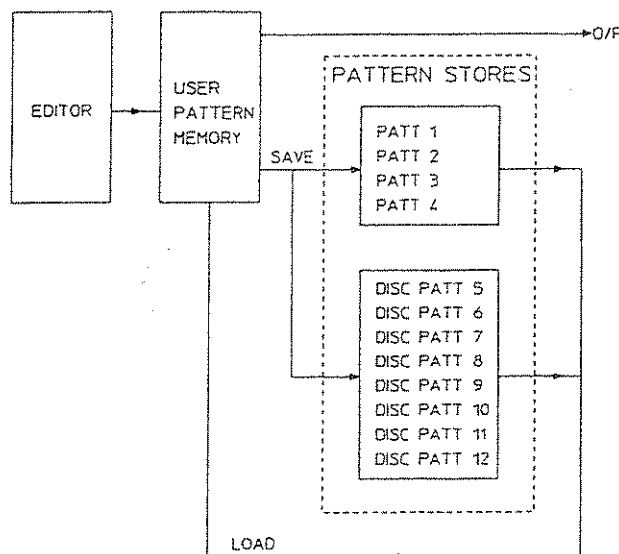 O/P
PATTERN STORES
EDITOR
USER
PATTERN
MEMORY
SAVE
PATT 1
PATT 2
PATT 3
PATT 4
DISC PATT 5
DISC PATT 6
DISC PATT 7
DISC PATT 8
DISC PATT 9
DISC PATT 10
DISC PATT 11
DISC PATT 12
LOAD